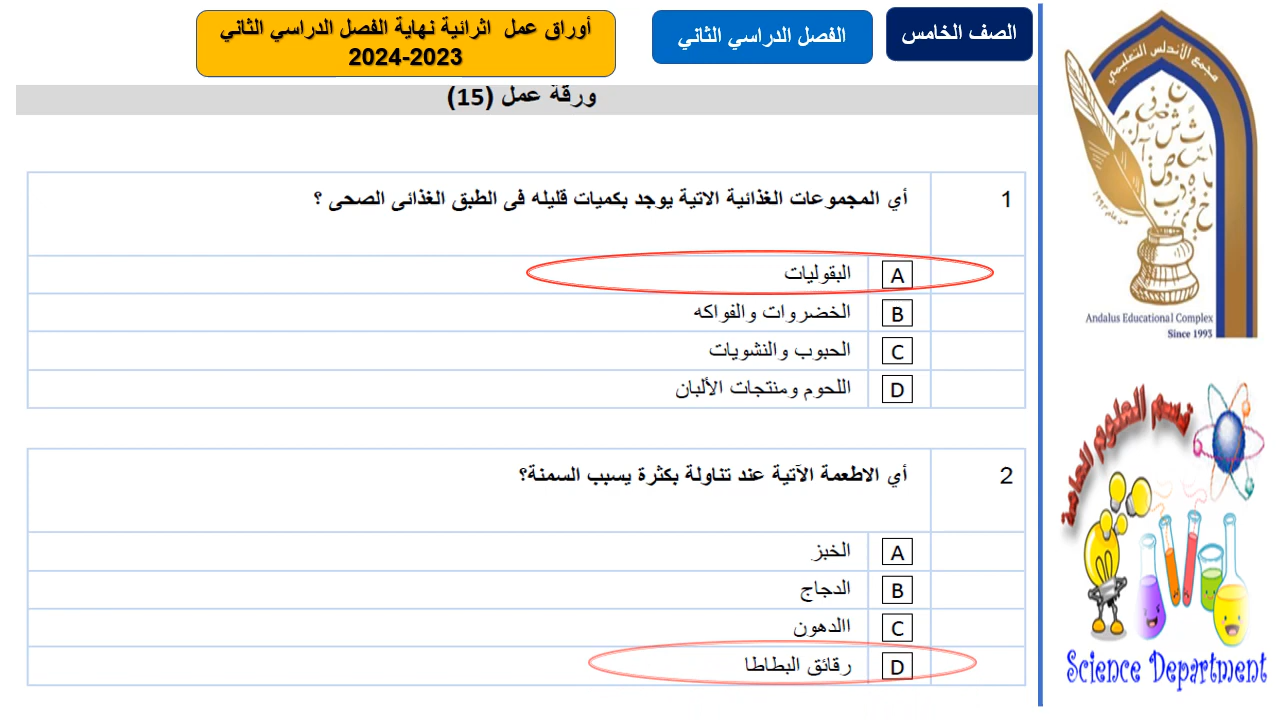 الصف الخامس
الفصل الدراسي الثاني
أوراق عمل اثرائية نهاية الفصل الدراسي الثاني
2023-2024
ورقة عمل (15)
1
أي المجموعات الغذائية الاتية يوجد بكميات قليله فى الطبق الغذائى الصحى ؟
A البقوليات
B الخضروات والفواكه
C الحبوب والنشويات
D اللحوم ومنتجات الألبان
2
أي الاطعمة الآتية عند تناولة بكثرة يسبب السمنة؟
A الخبز
B الدجاج
C االدهون
D رقائق البطاطا
مجمع الأندلس التعليمي
Andalus Educational Complex
Since 1993
قسم العلوم العامة
Science Department